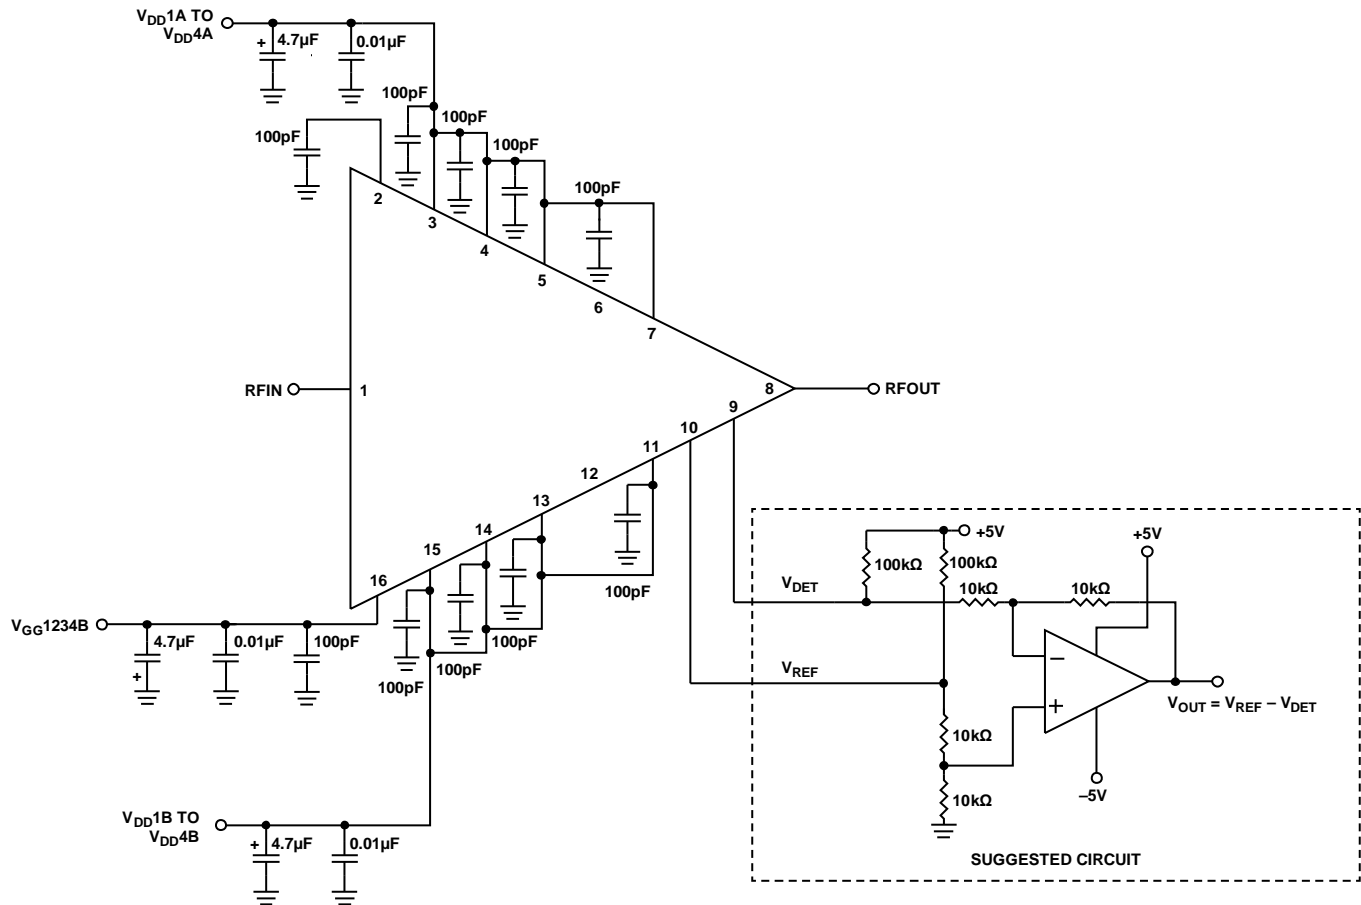 VDD1A TO
VDD4A
+ 4.7µF
0.01µF
100pF
100pF
100pF
100pF
100pF
2
3
4
5
6
7
RFIN
1
8
RFOUT
9
10
11
12
13
14
15
16
VGG1234B
4.7µF
+
0.01µF
100pF
100pF
100pF
100pF
100pF
VDD1B TO
VDD4B
+ 4.7µF
0.01µF
+5V
+5V
100kΩ
100kΩ
VDET
10kΩ
10kΩ
VREF
−
+
VOUT = VREF – VDET
10kΩ
10kΩ
–5V
SUGGESTED CIRCUIT